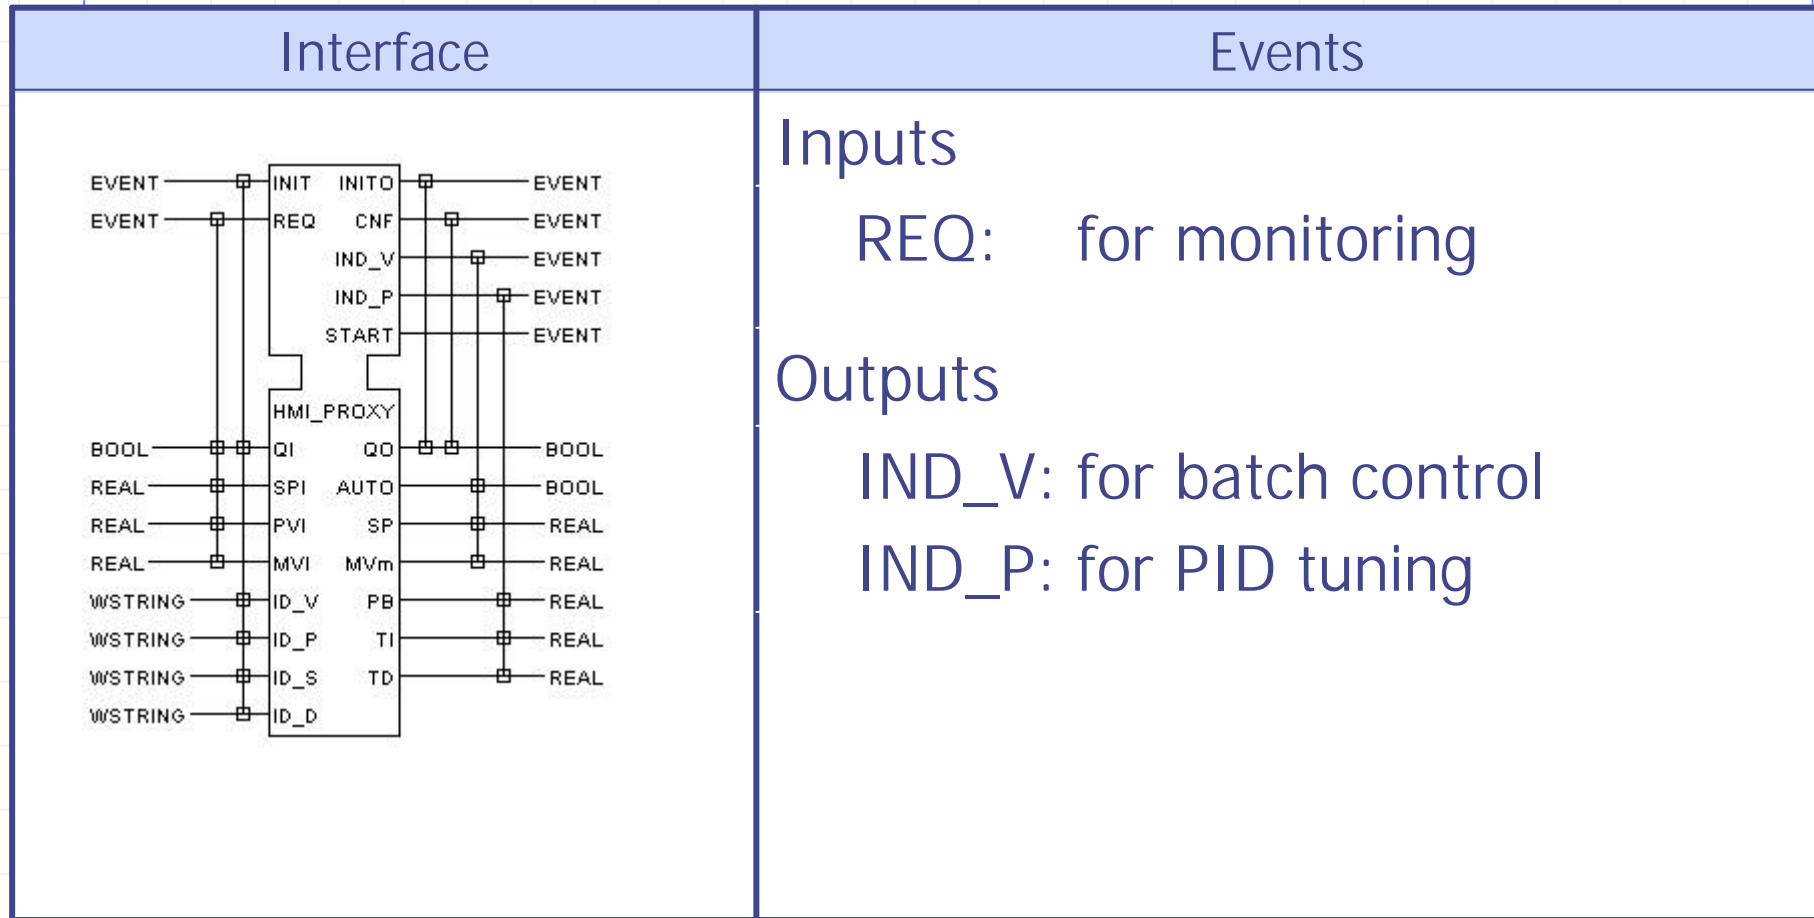 Interface
Events
EVENT INIT INITO EVENT
EVENT REQ CNF EVENT
IND_V EVENT
IND_P EVENT
START EVENT
HMI_PROXY
BOOL QI QO BOOL
REAL SPI AUTO BOOL
REAL PVI SP REAL
REAL MVI MVm REAL
WSTRING ID_V PB REAL
WSTRING ID_P TI REAL
WSTRING ID_S TD REAL
WSTRING ID_D
Inputs
REQ: for monitoring
Outputs
IND_V: for batch control
IND_P: for PID tuning